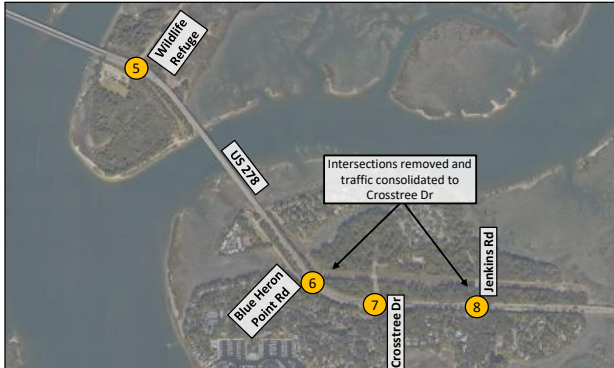 Wildlife
Refuge
5
US 278
Intersections removed and
traffic consolidated to
Crosstree Dr
Blue Heron
Point Rd
6
7
Crosstree Dr
8
Jenkins Rd